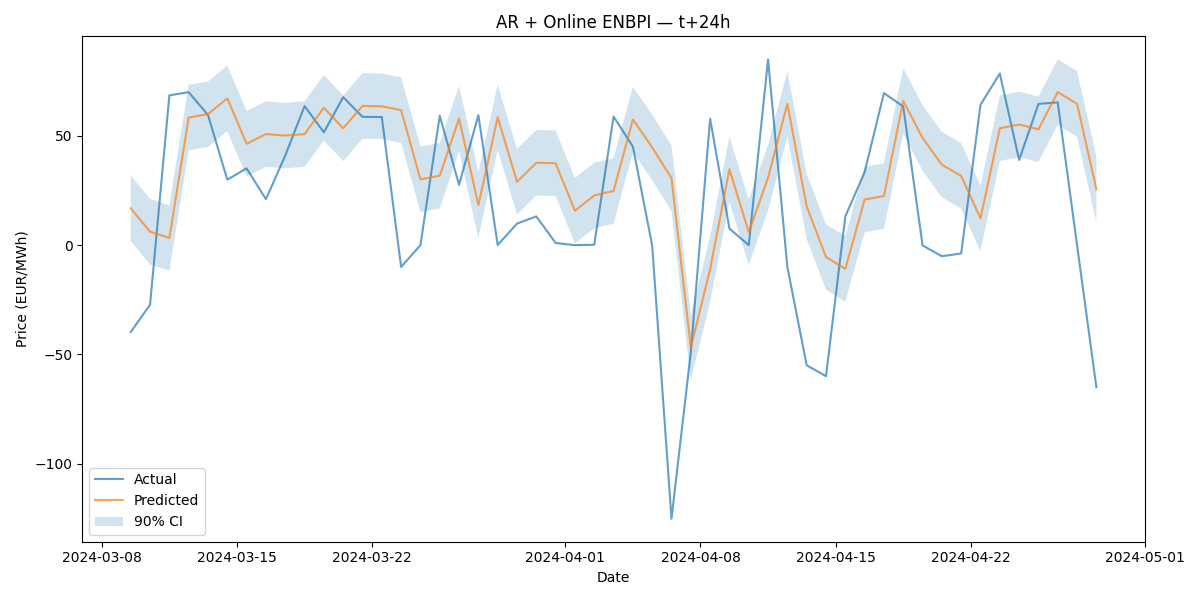 AR + Online ENBPI — t+24h
Price (EUR/MWh)
50
0
−50
−100
Actual
Predicted
90% CI
2024-03-08
2024-03-15
2024-03-22
2024-04-01
2024-04-08
2024-04-15
2024-04-22
2024-05-01
Date